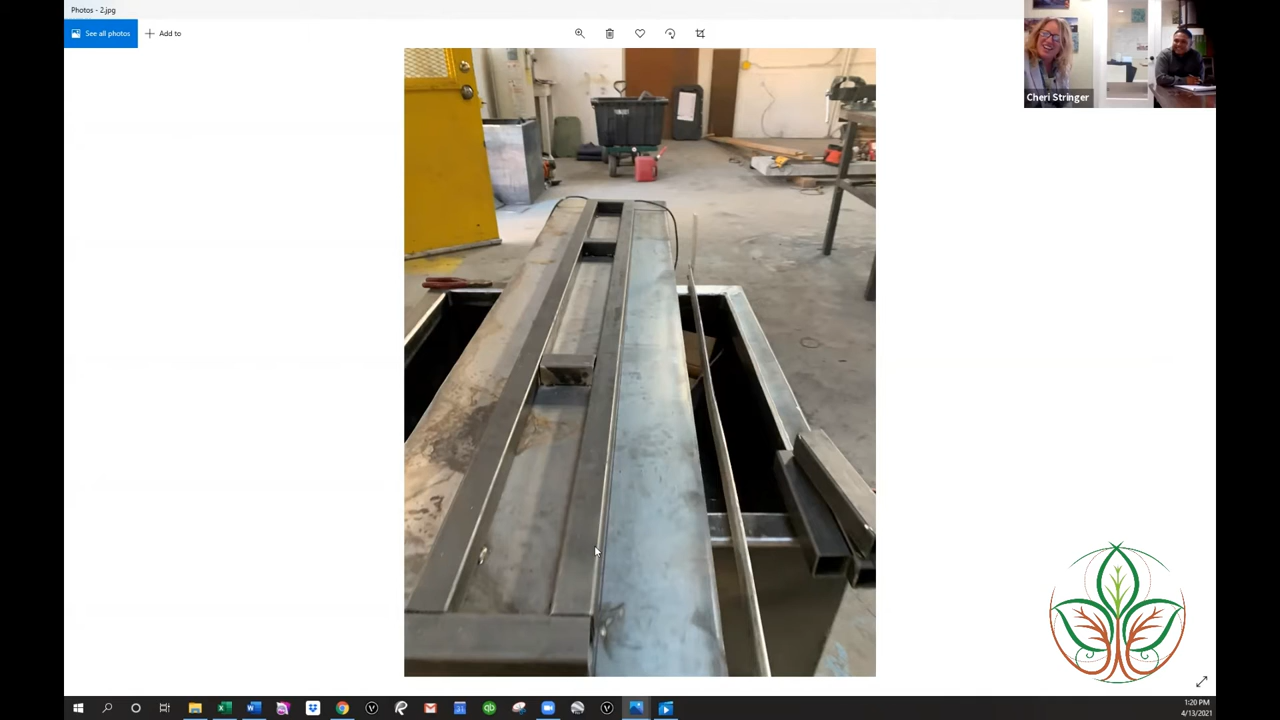 Photos - 2.jpg
See all photos
Add to
Cheri Stringer
1:20 PM
4/13/2021